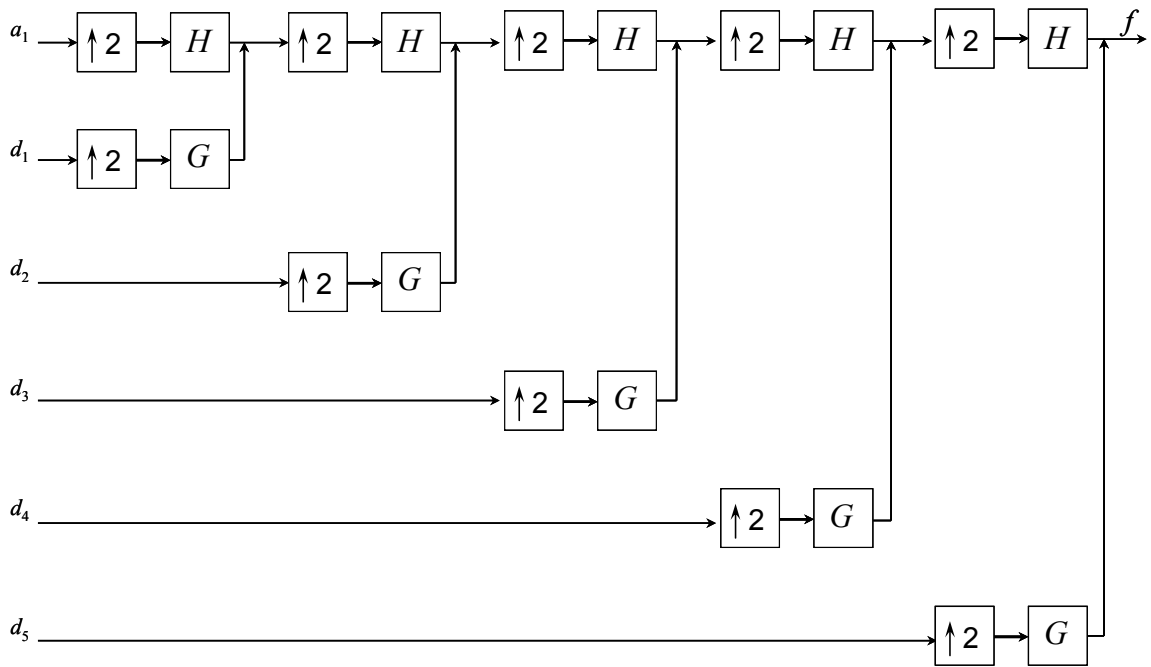 a₁ ↑2 H ↑2 H ↑2 H ↑2 H ↑2 H f
d₁ ↑2 G
d₂ ↑2 G
d₃ ↑2 G
d₄ ↑2 G
d₅ ↑2 G